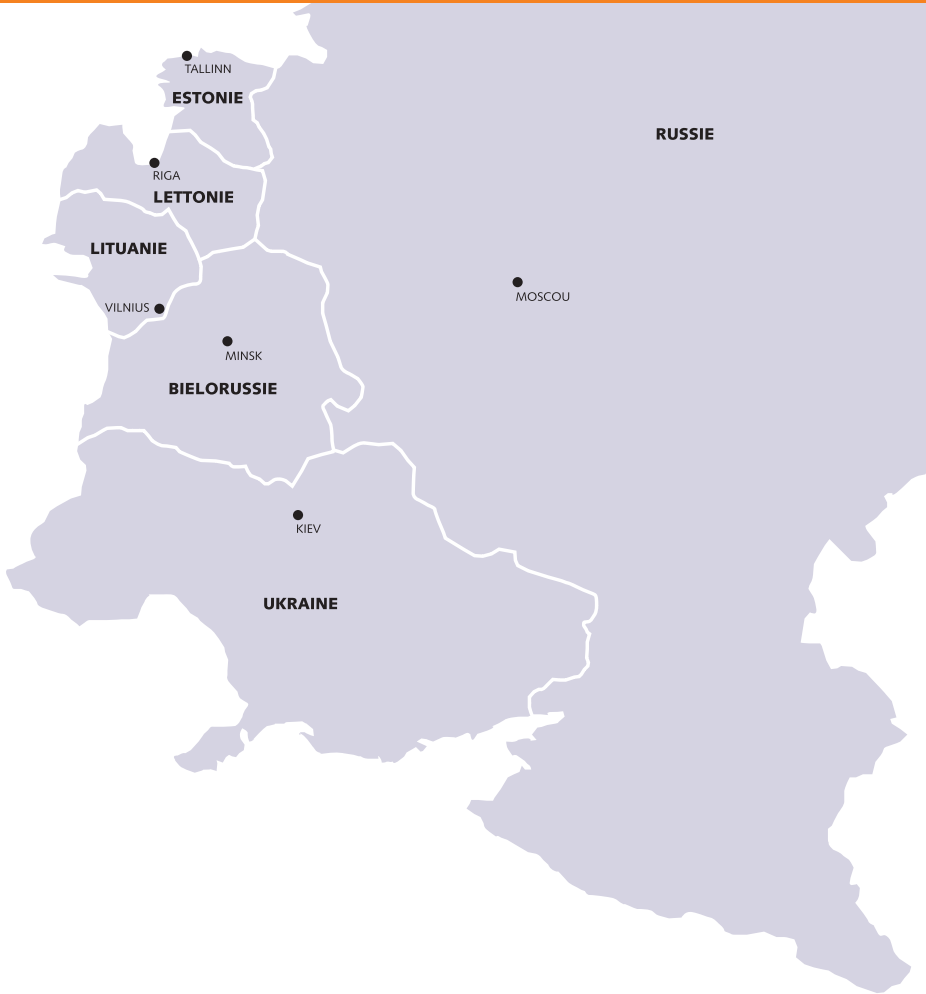 TALLINN
ESTONIE
RUSSIE
RIGA
LETTONIE
LITUANIE
MOSCOU
VILNIUS
MINSK
BIELORUSSIE
KIEV
UKRAINE